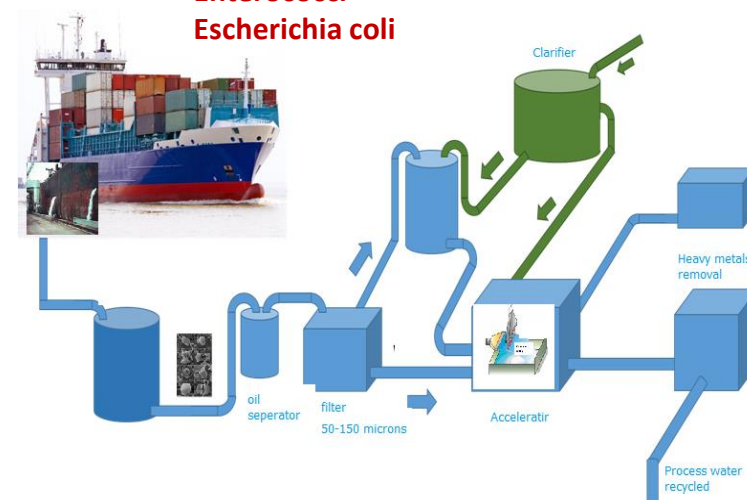 Escherichia coli
Clarifier
Heavy metals
removal
oil
seperator
filter
50-150 microns
Acceleratir
Process water
recycled